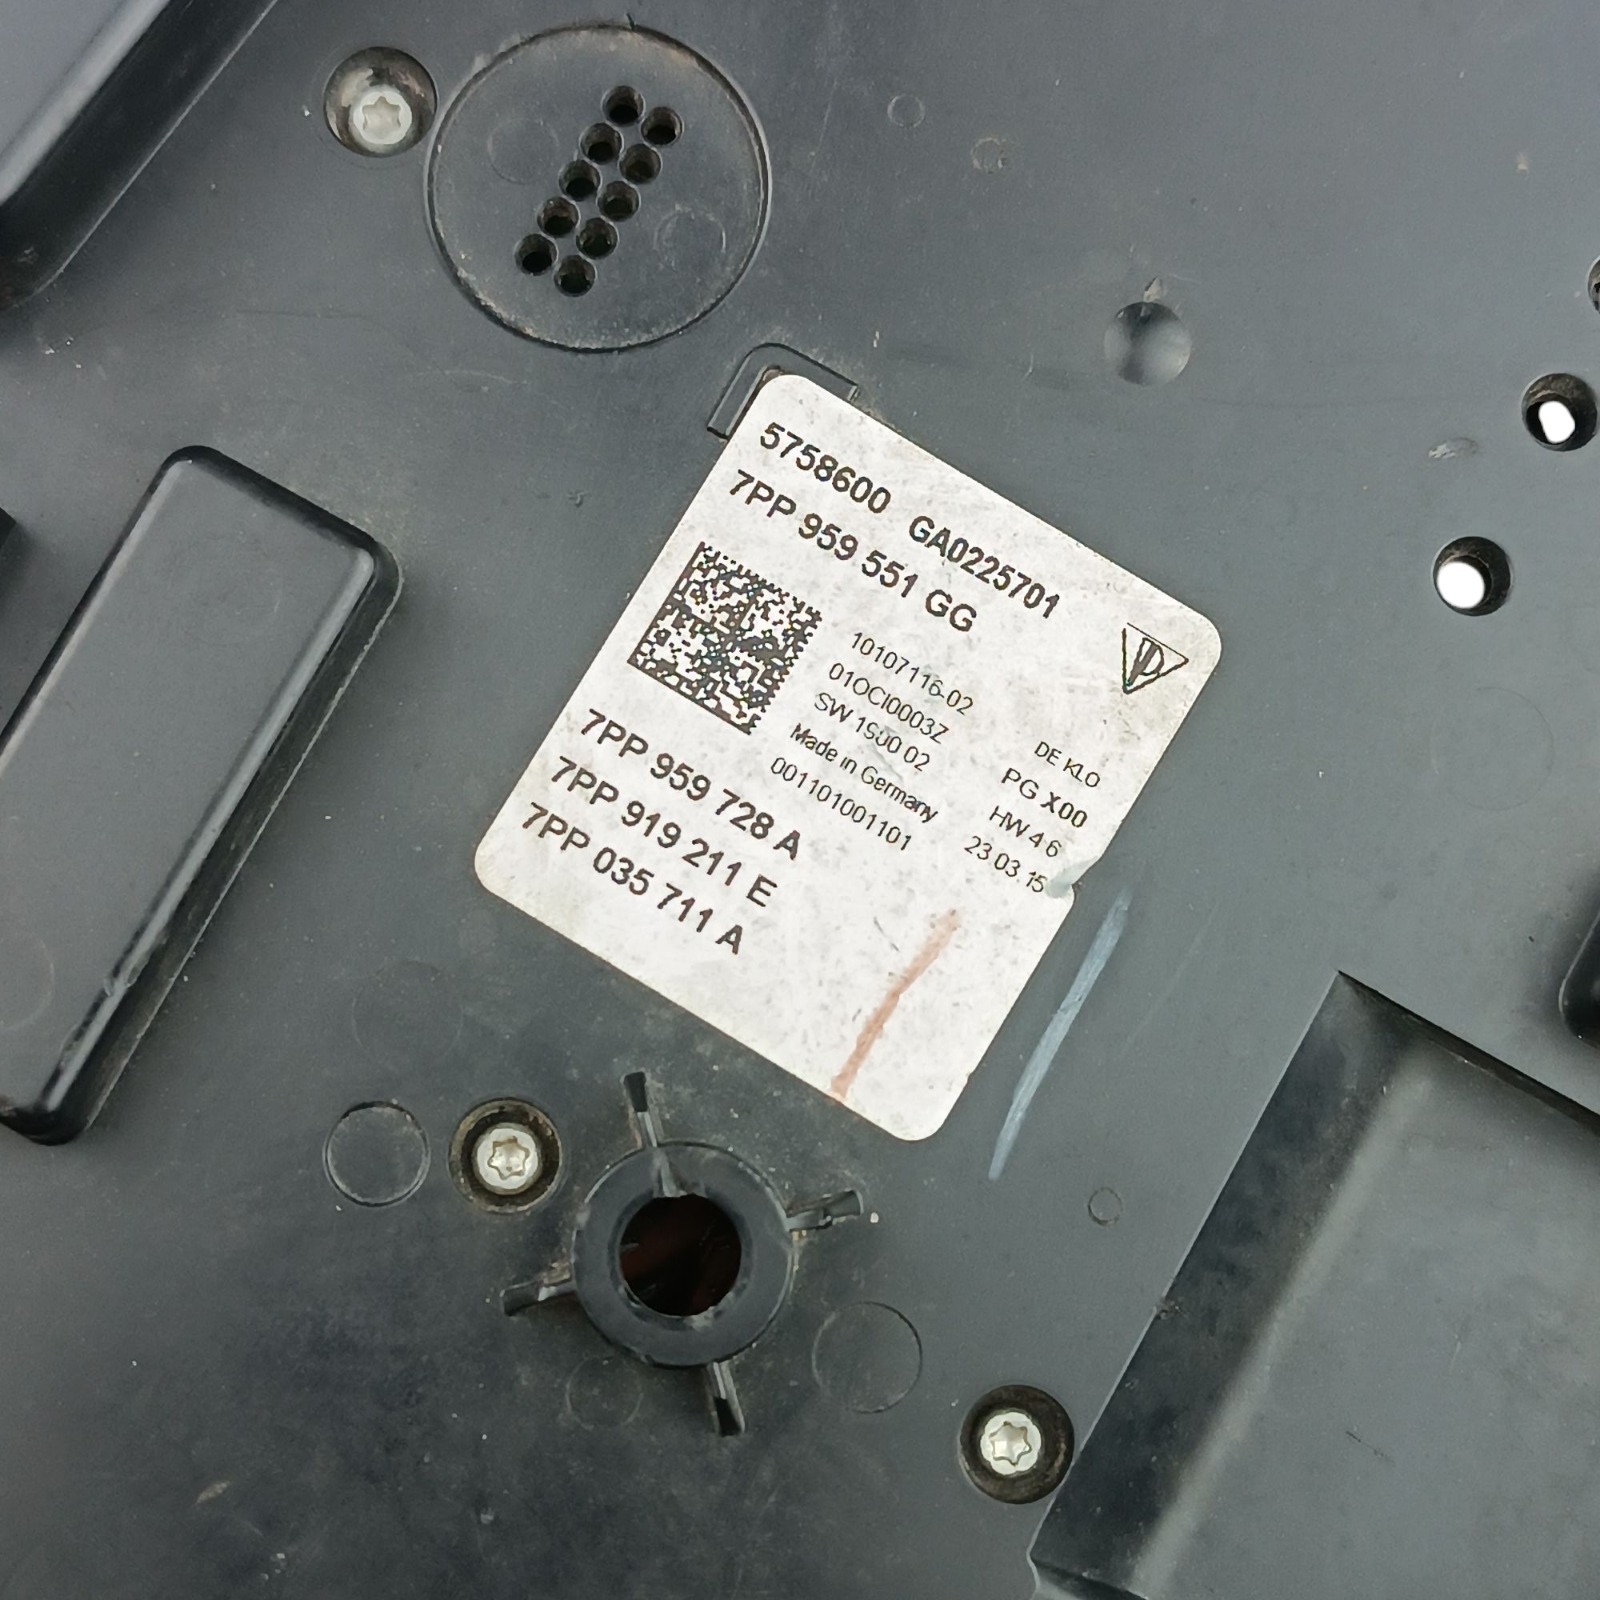 5758600 GA0225701
7PP 959 551 GG
10107116-02
01OCI0003Z
SW 1S00 02
Made in Germany
001101001101
DE KLO
PG X00
HW 4 6
23.03.15
7PP 959 728 A
7PP 919 211 E
7PP 035 711 A